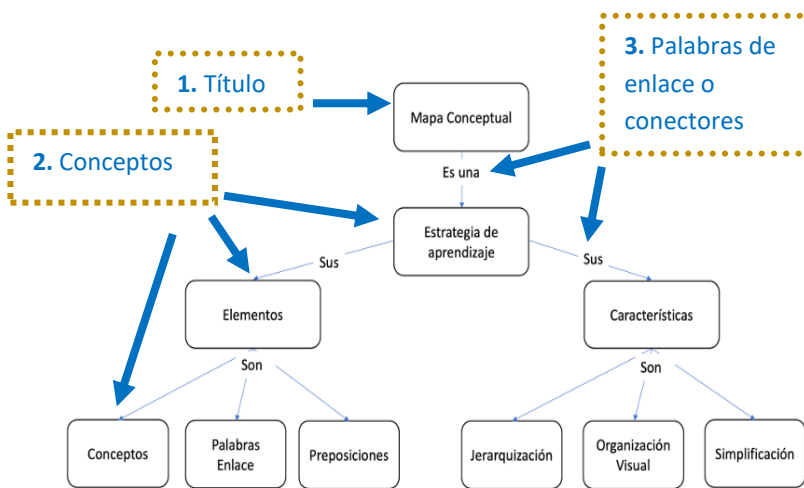 1. Título
3. Palabras de
enlace o
conectores
Mapa Conceptual
2. Conceptos
Es una
Estrategia de
aprendizaje
Sus
Sus
Elementos
Características
Son
Son
Conceptos
Palabras
Enlace
Preposiciones
Jerarquización
Organización
Visual
Simplificación